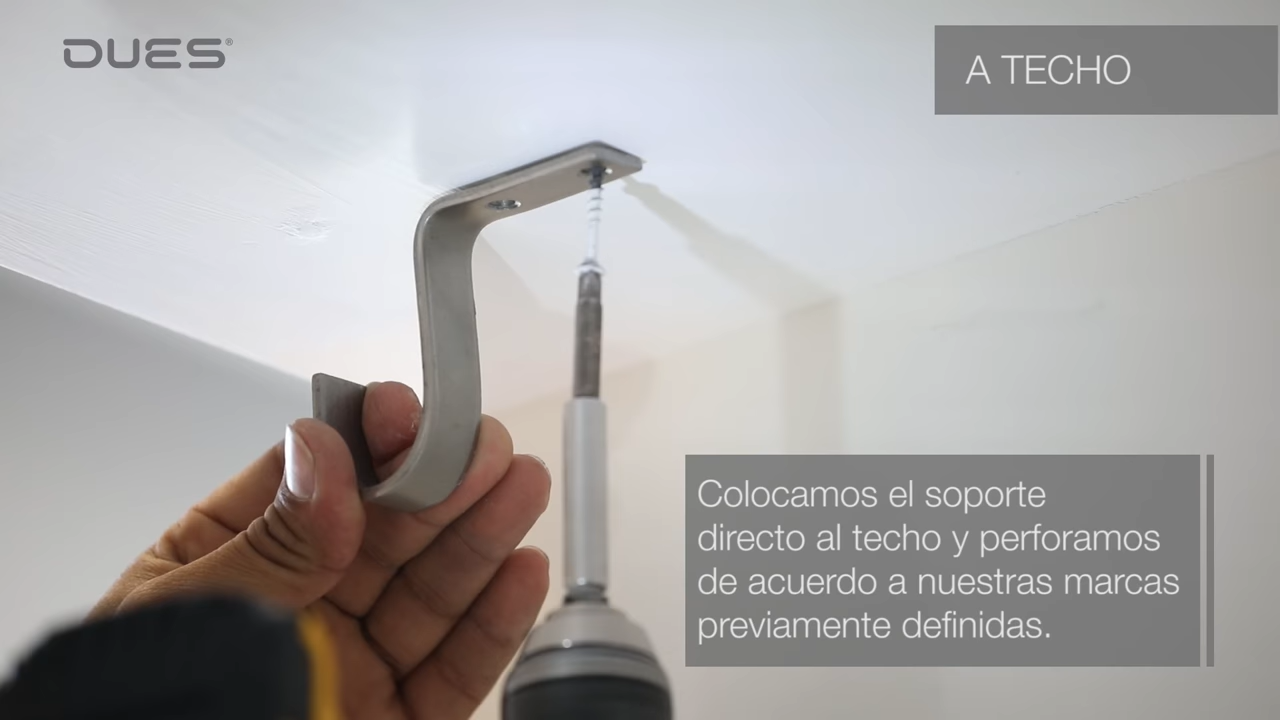 DUES®
A TECHO
Colocamos el soporte
directo al techo y perforamos
de acuerdo a nuestras marcas
previamente definidas.